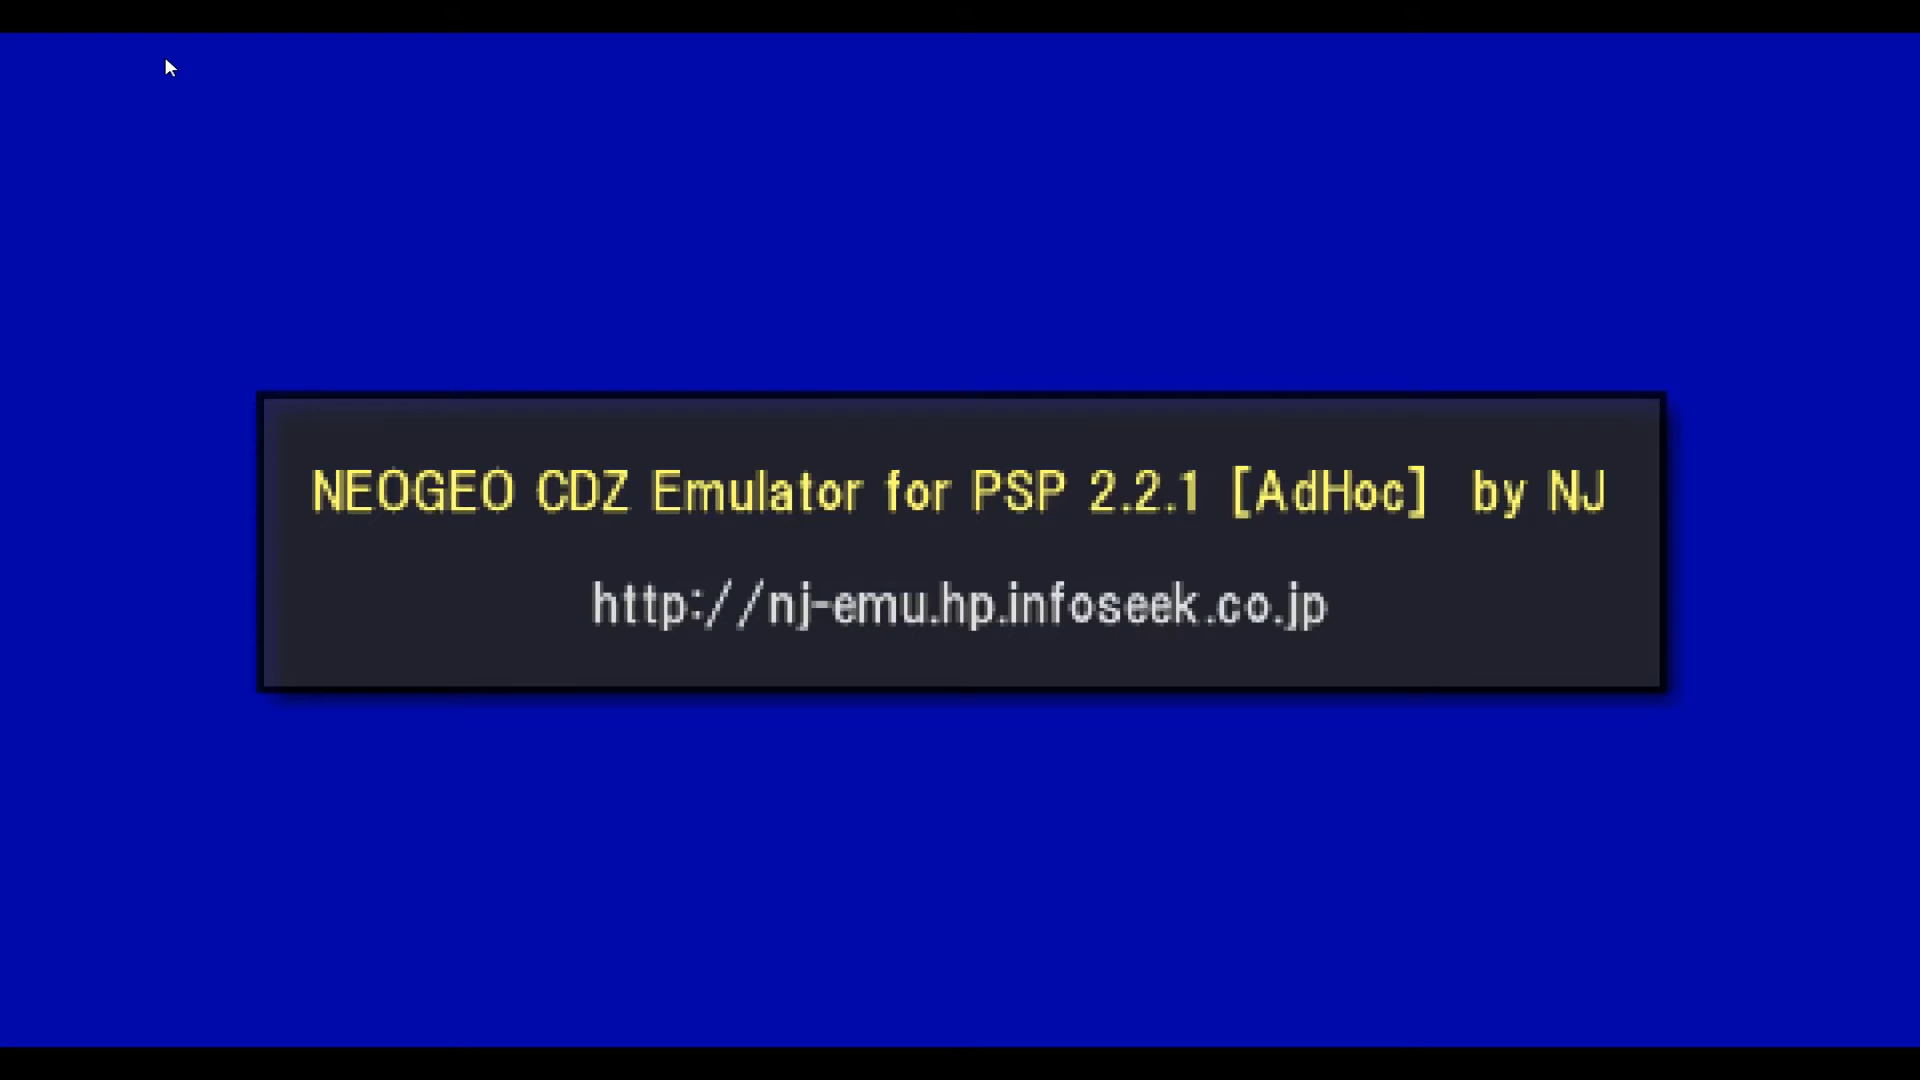 NEOGEO CDZ Emulator for PSP 2.2.1 [AdHoc] by NJ
http://nj-emu.hp.infoseek.co.jp